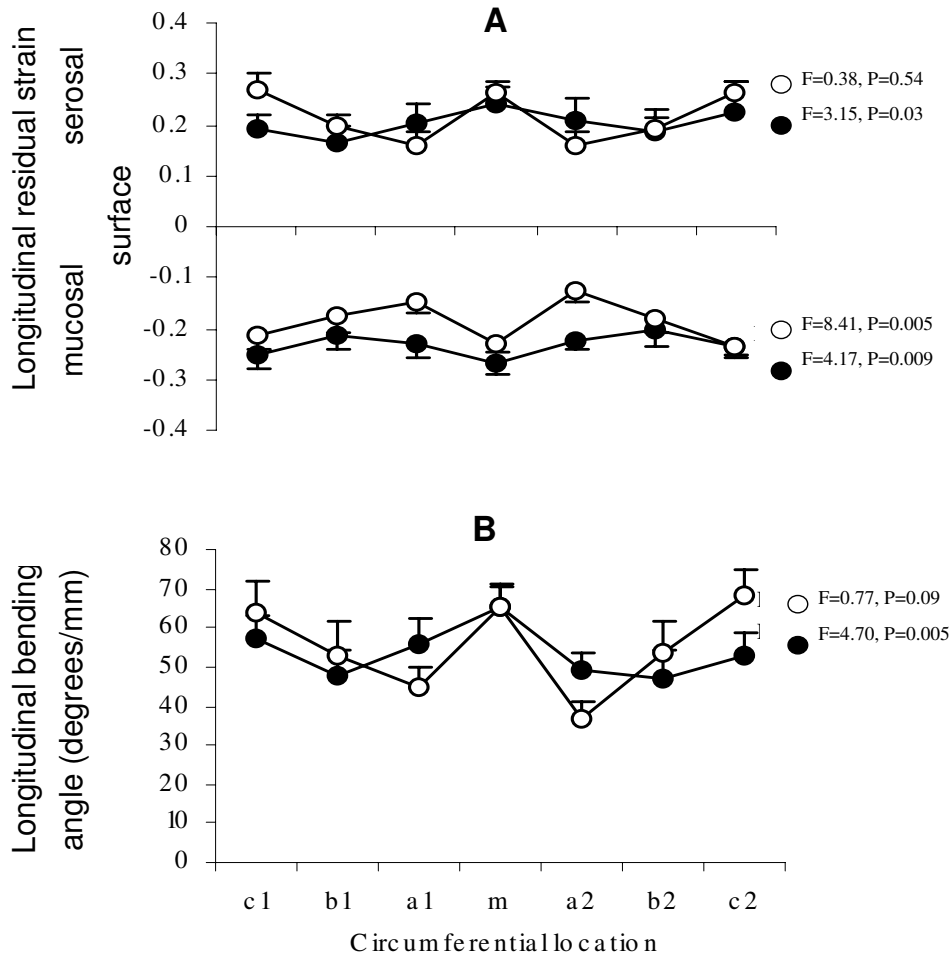 A
Longitudinal residual strain
mucosal serosal
surface
0.4
0.3
0.2
0.1
0
-0.1
-0.2
-0.3
-0.4
F=0.38, P=0.54
F=3.15, P=0.03
F=8.41, P=0.005
F=4.17, P=0.009
B
Longitudinal bending
angle (degrees/mm)
80
70
60
50
40
30
20
10
0
F=0.77, P=0.09
F=4.70, P=0.005
c1 b1 a1 m a2 b2 c2
Circumferential location